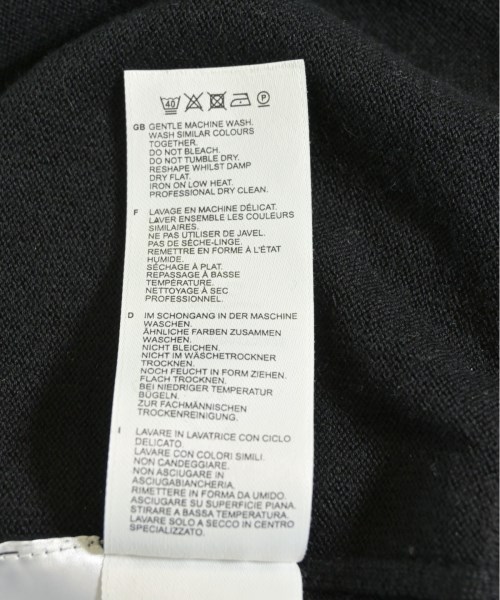 40 P
GB GENTLE MACHINE WASH.
WASH SIMILAR COLOURS
TOGETHER.
DO NOT BLEACH.
DO NOT TUMBLE DRY.
RESHAPE WHILST DAMP
DRY FLAT.
IRON ON LOW HEAT.
PROFESSIONAL DRY CLEAN.
F LAVAGE EN MACHINE DÉLICAT.
LAVER ENSEMBLE LES COULEURS
SIMILAIRES.
NE PAS UTILISER DE JAVEL.
PAS DE SÈCHE-LINGE.
REMETTRE EN FORME À L'ÉTAT
HUMIDE.
SÉCHAGE À PLAT.
REPASSAGE À BASSE
TEMPÉRATURE.
NETTOYAGE À SEC
PROFESSIONNEL.
D IM SCHONGANG IN DER MASCHINE
WASCHEN.
ÄHNLICHE FARBEN ZUSAMMEN
WASCHEN.
NICHT BLEICHEN.
NICHT IM WÄSCHETROCKNER
TROCKNEN.
NOCH FEUCHT IN FORM ZIEHEN.
FLACH TROCKNEN.
BEI NIEDRIGER TEMPERATUR
BÜGELN.
ZUR FACHMÄNNISCHEN
TROCKENREINIGUNG.
I LAVARE IN LAVATRICE CON CICLO
DELICATO.
LAVARE CON COLORI SIMILI.
NON CANDEGGIARE.
NON ASCIUGARE IN
ASCIUGABIANCHERIA.
RIMETTERE IN FORMA DA UMIDO.
ASCIUGARE SU SUPERFICIE PIANA.
STIRARE A BASSA TEMPERATURA.
LAVARE SOLO A SECCO IN CENTRO
SPECIALIZZATO.